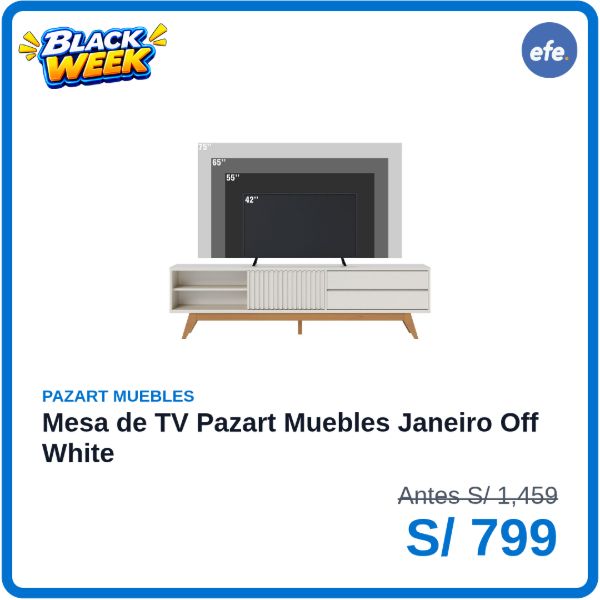 BLACK
WEEK
efe.
75"
65"
55"
42"
PAZART MUEBLES
Mesa de TV Pazart Muebles Janeiro Off
White
Antes S/ 1,459
S/ 799